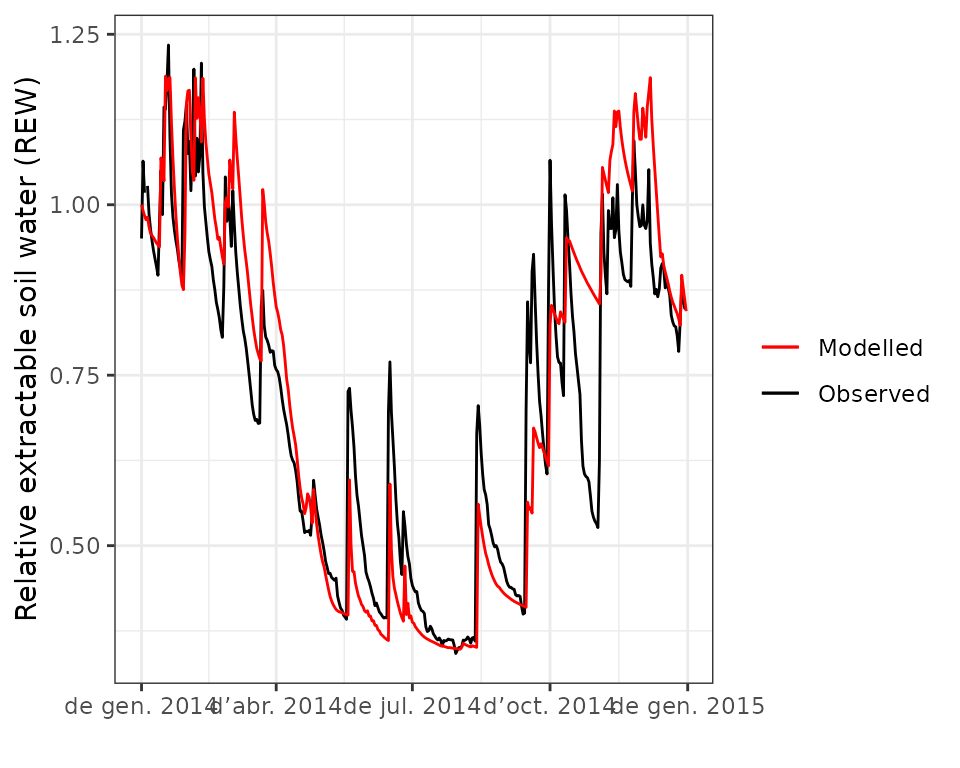 Relative extractable soil water (REW)
1.25
1.00
0.75
0.50
de gen. 2014
d’abr. 2014
de jul. 2014
d’oct. 2014
de gen. 2015
Modelled
Observed